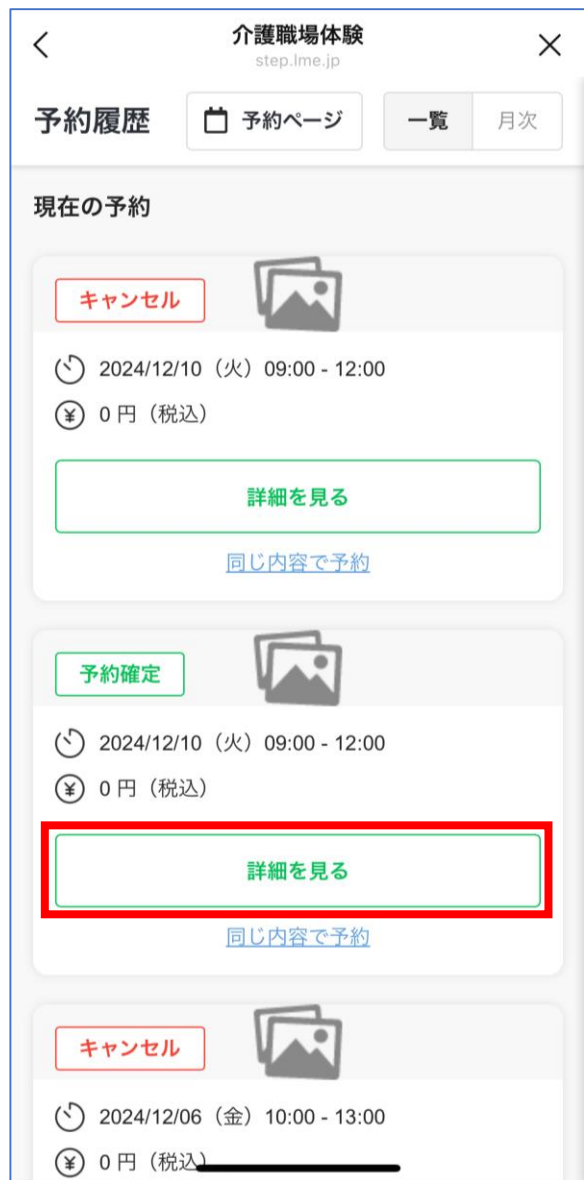 介護職場体験
step.lme.jp
予約履歴 予約ページ 一覧 月次
現在の予約
キャンセル
2024/12/10（火）09:00 - 12:00
¥ 0 円（税込）
詳細を見る
同じ内容で予約
予約確定
2024/12/10（火）09:00 - 12:00
¥ 0 円（税込）
詳細を見る
同じ内容で予約
キャンセル
2024/12/06（金）10:00 - 13:00
¥ 0 円（税込）